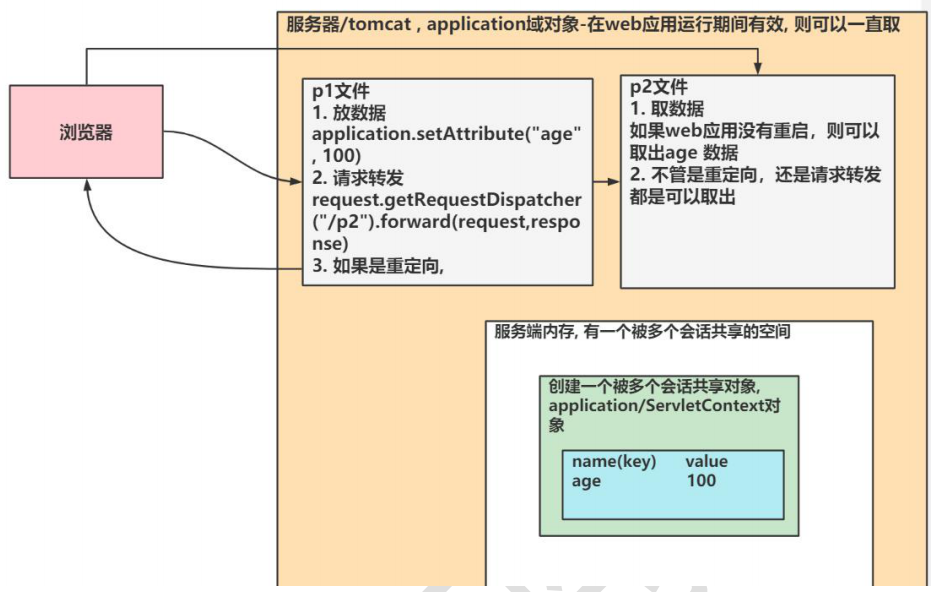 服务器/tomcat , application域对象-在web应用运行期间有效, 则可以一直取
浏览器
p1文件
1. 放数据
application.setAttribute("age"
, 100)
2. 请求转发
request.getRequestDispatcher
("/p2").forward(request,respo
nse)
3. 如果是重定向,
p2文件
1. 取数据
如果web应用没有重启，则可以
取出age 数据
2. 不管是重定向，还是请求转发
都是可以取出
服务端内存, 有一个被多个会话共享的空间
创建一个被多个会话共享对象,
application/ServletContext对
象
name(key) value
age 100